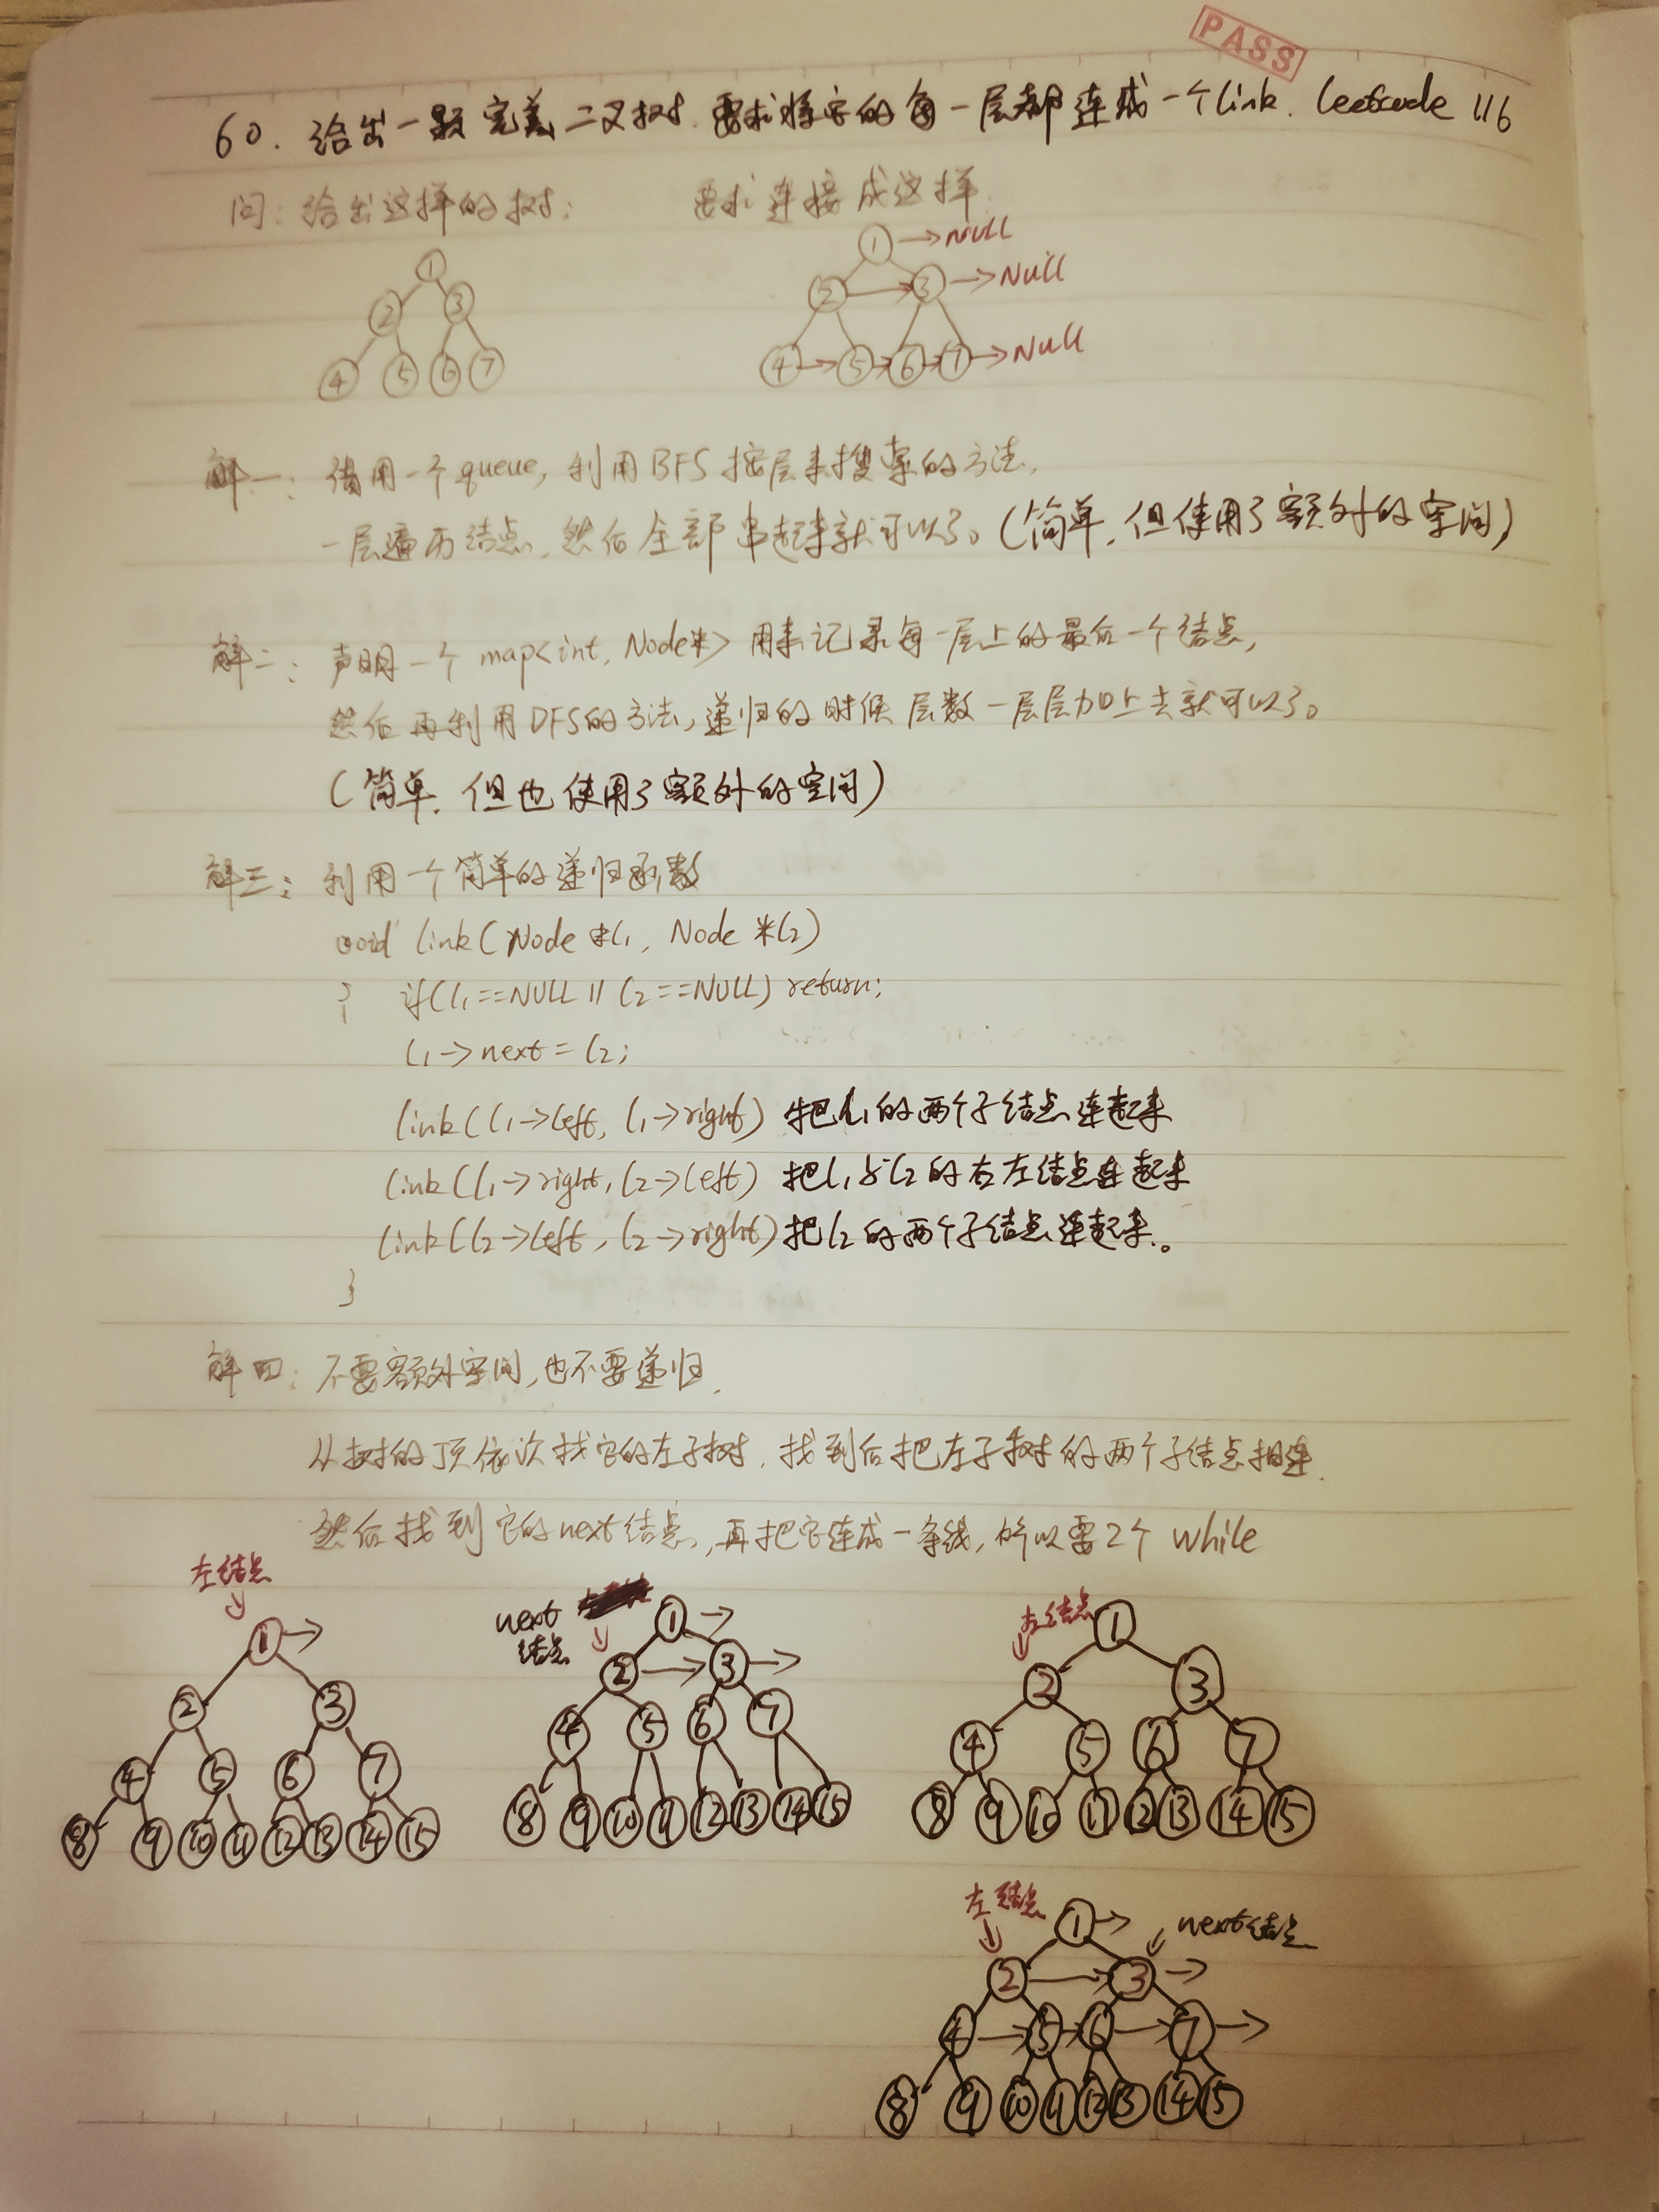 PASS
60. 给出一颗完美二叉树. 要求将它的每一层都连成一个link. leetcode 116
问: 给出这样的树: 要求连接成这样.
1 → NULL
1
2 → 3 → Null
2 3
4 → 5 → 6 → 7 → Null
4 5 6 7
解一: 借用一个queue, 利用BFS按层来搜索的方法,
一层遍历结点, 然后全部串起来就可以了。(简单, 但使用了额外的空间)
解二: 声明一个 map<int, Node*> 用来记录每一层上的最后一个结点,
然后再利用DFS的方法, 递归的时候层数一层层加上去就可以了。
(简单. 但也使用了额外的空间)
解三: 利用一个简单的递归函数
void link(Node *l1, Node *l2)
{ if(l1==NULL || l2==NULL) return;
l1->next = l2;
link(l1->left, l1->right) 把l1的两个子结点连起来
link(l1->right, l2->left) 把l1与l2的右左结点连起来
link(l2->left, l2->right) 把l2的两个子结点连起来。
}
解四: 不要额外空间, 也不要递归.
从树的顶依次找它的左子树, 找到后把左子树的两个子结点相连.
然后找到它的next结点, 再把它连成一条线, 所以需2个 while
左结点
1 →
2 3
4 5 6 7
8 9 10 11 12 13 14 15
next
结点
1 →
2 → 3 →
4 5 6 7
8 9 10 11 12 13 14 15
左结点
1
2 3
4 5 6 7
8 9 10 11 12 13 14 15
左结点 1 → next结点
2 → 3 →
4 → 5 → 6 → 7 →
8 9 10 11 12 13 14 15